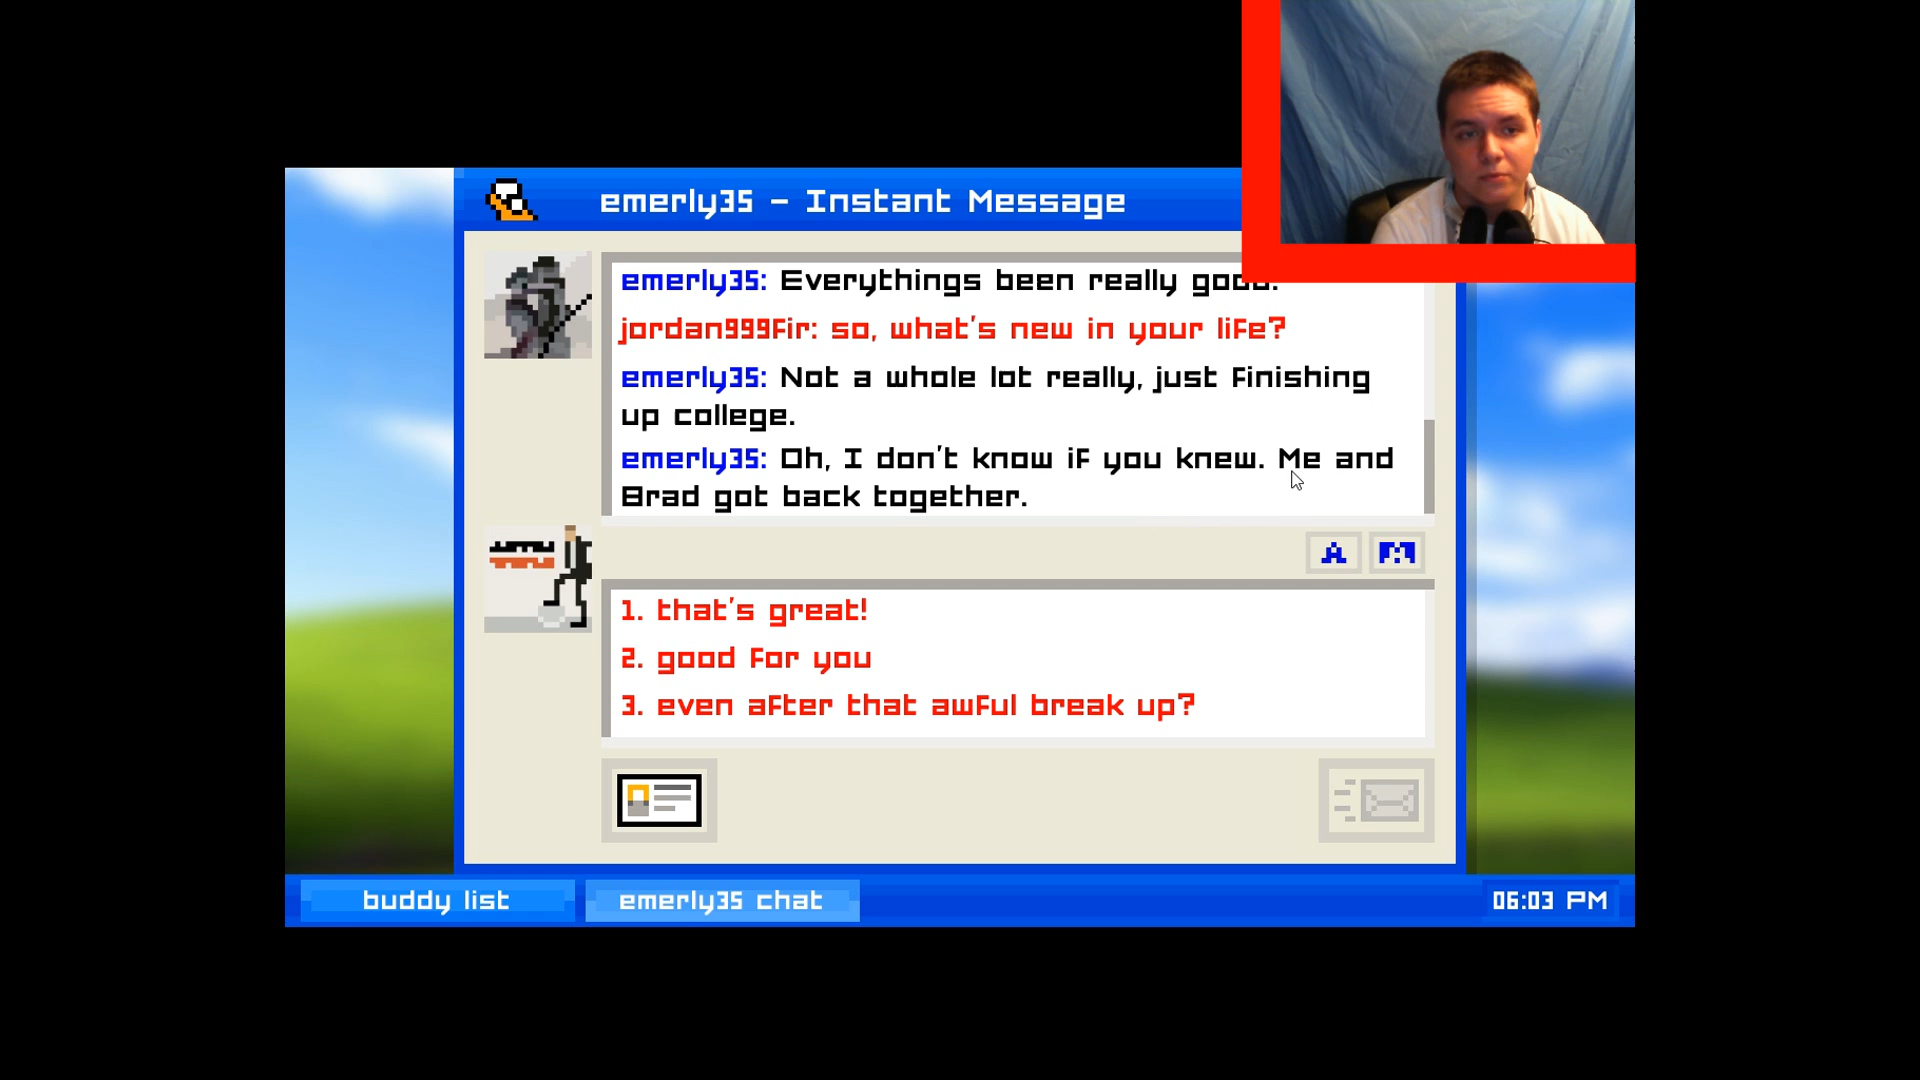 emerly35 - Instant Message
emerly35: Everythings been really good.
jordan999fir: so, what's new in your life?
emerly35: Not a whole lot really, just finishing
up college.
emerly35: Oh, I don't know if you knew. Me and
Brad got back together.
A
1. that's great!
2. good for you
3. even after that awful break up?
buddy list
emerly35 chat
06:03 PM